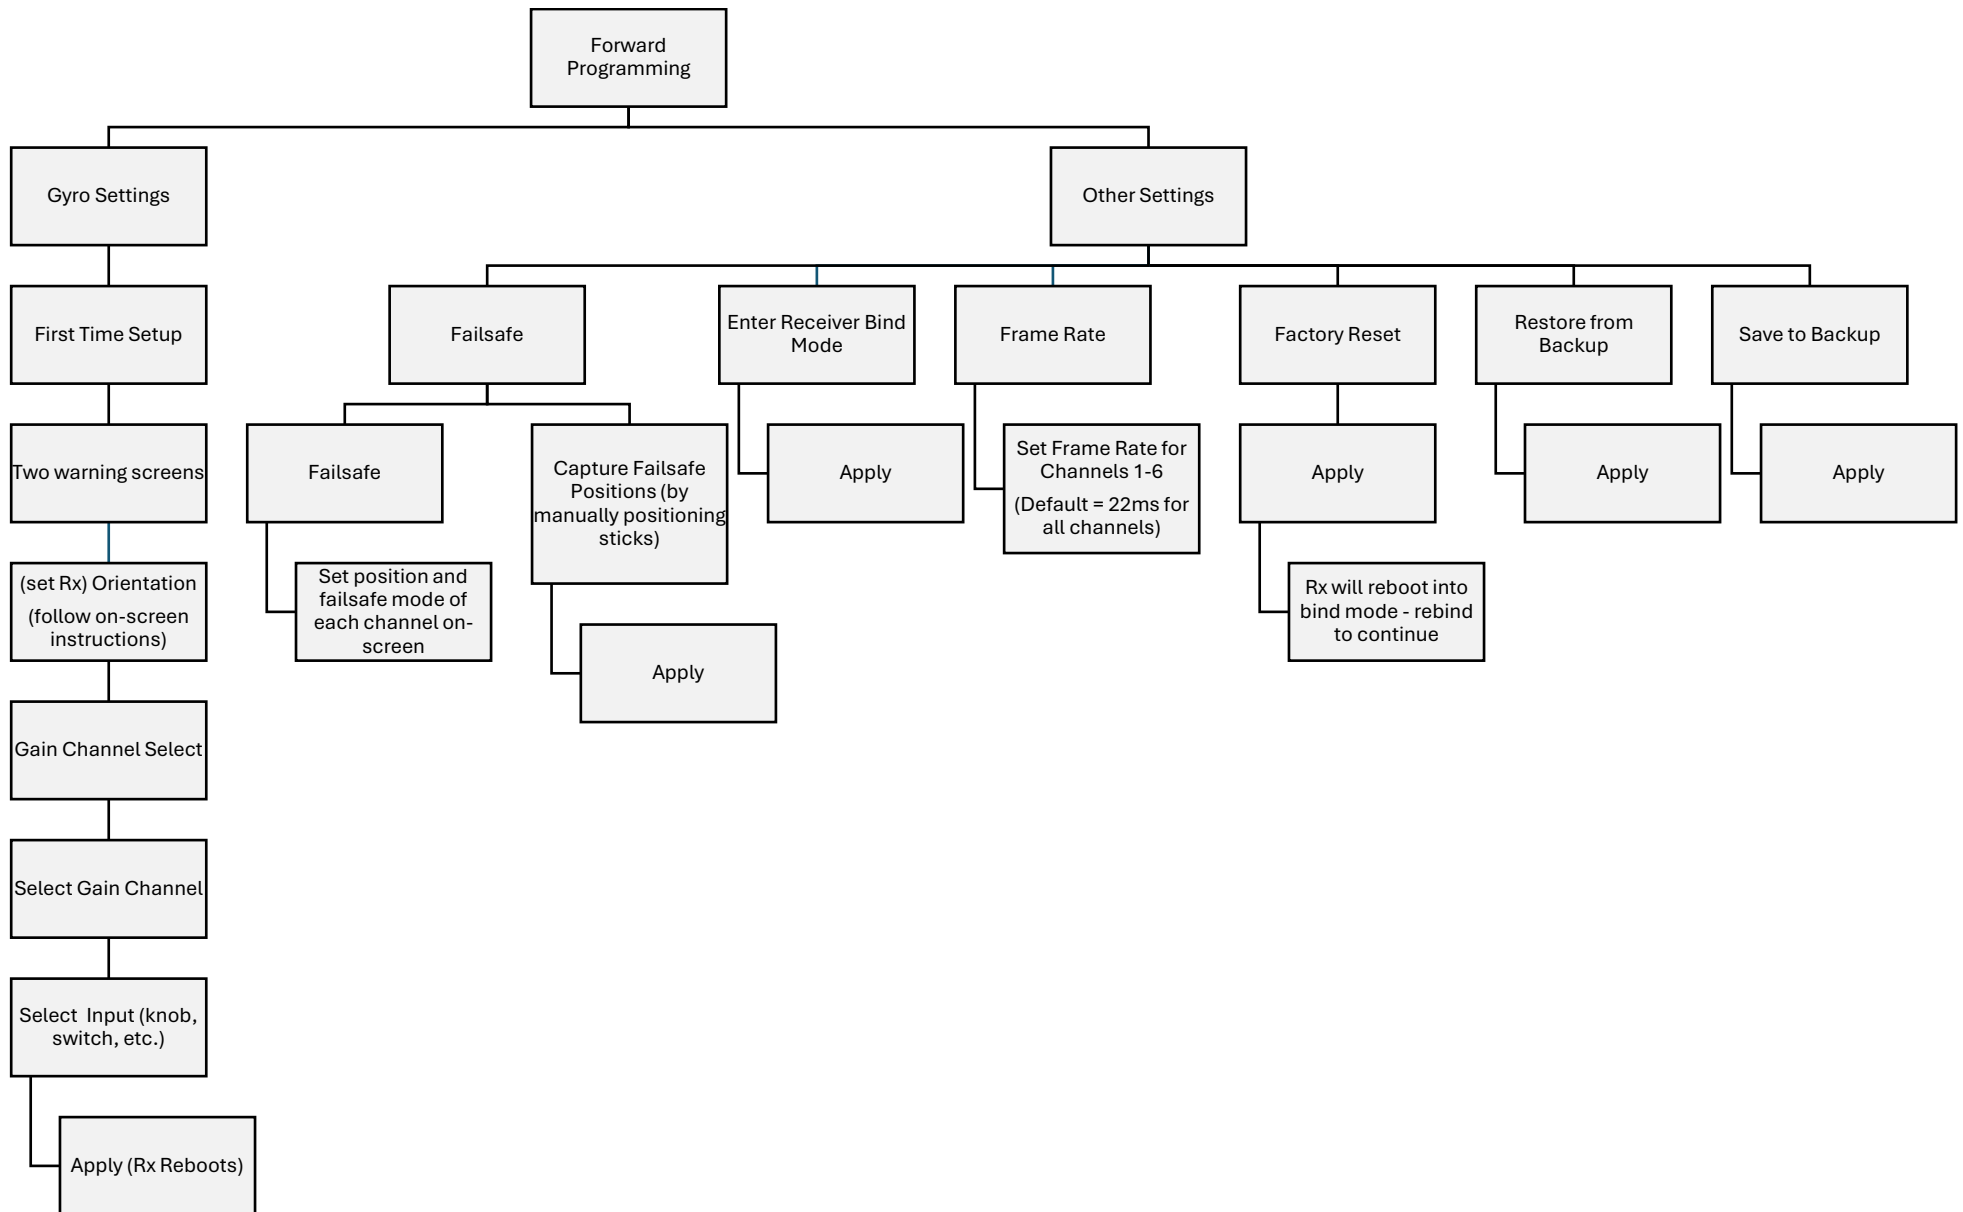 Forward
Programming
Gyro Settings
Other Settings
First Time Setup
Failsafe
Enter Receiver Bind
Mode
Frame Rate
Factory Reset
Restore from
Backup
Save to Backup
Two warning screens
Failsafe
Capture Failsafe
Positions (by
manually positioning
sticks)
Apply
Set Frame Rate for
Channels 1-6
(Default = 22ms for
all channels)
Apply
Apply
Apply
(set Rx) Orientation
(follow on-screen
instructions)
Set position and
failsafe mode of
each channel on-
screen
Apply
Rx will reboot into
bind mode - rebind
to continue
Gain Channel Select
Select Gain Channel
Select  Input (knob,
switch, etc.)
Apply (Rx Reboots)